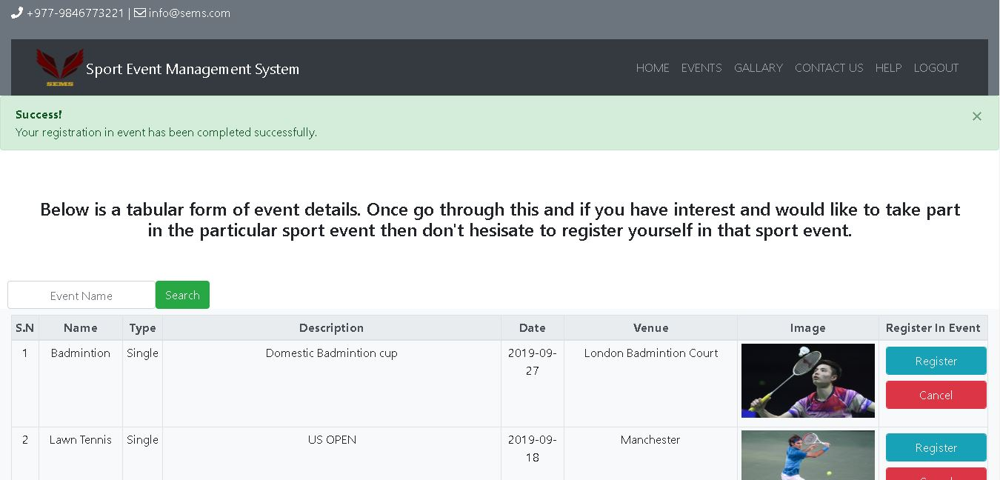 +977-9846773221 | info@sems.com
SEMS
Sport Event Management System
HOME EVENTS GALLARY CONTACT US HELP LOGOUT
Success!
×
Your registration in event has been completed successfully.
Below is a tabular form of event details. Once go through this and if you have interest and would like to take part
in the particular sport event then don't hesisate to register yourself in that sport event.
Event Name Search
S.N Name Type Description Date Venue Image Register In Event
1 Badmintion Single Domestic Badmintion cup 2019-09-
27
London Badmintion Court
Register
Cancel
2 Lawn Tennis Single US OPEN 2019-09-
18
Manchester
Register